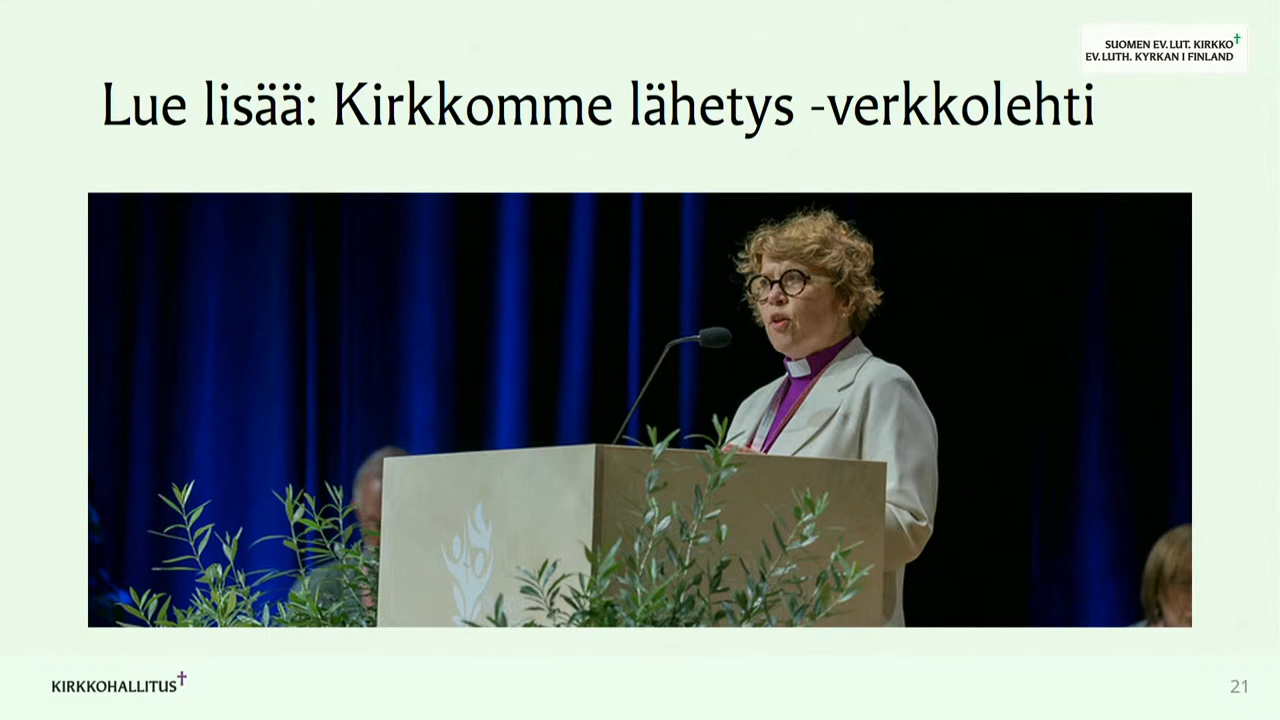 SUOMEN EV. LUT. KIRKKO
EV. LUTH. KYRKAN I FINLAND
Lue lisää: Kirkkomme lähetys -verkkolehti
KIRKKOHALLITUS
21